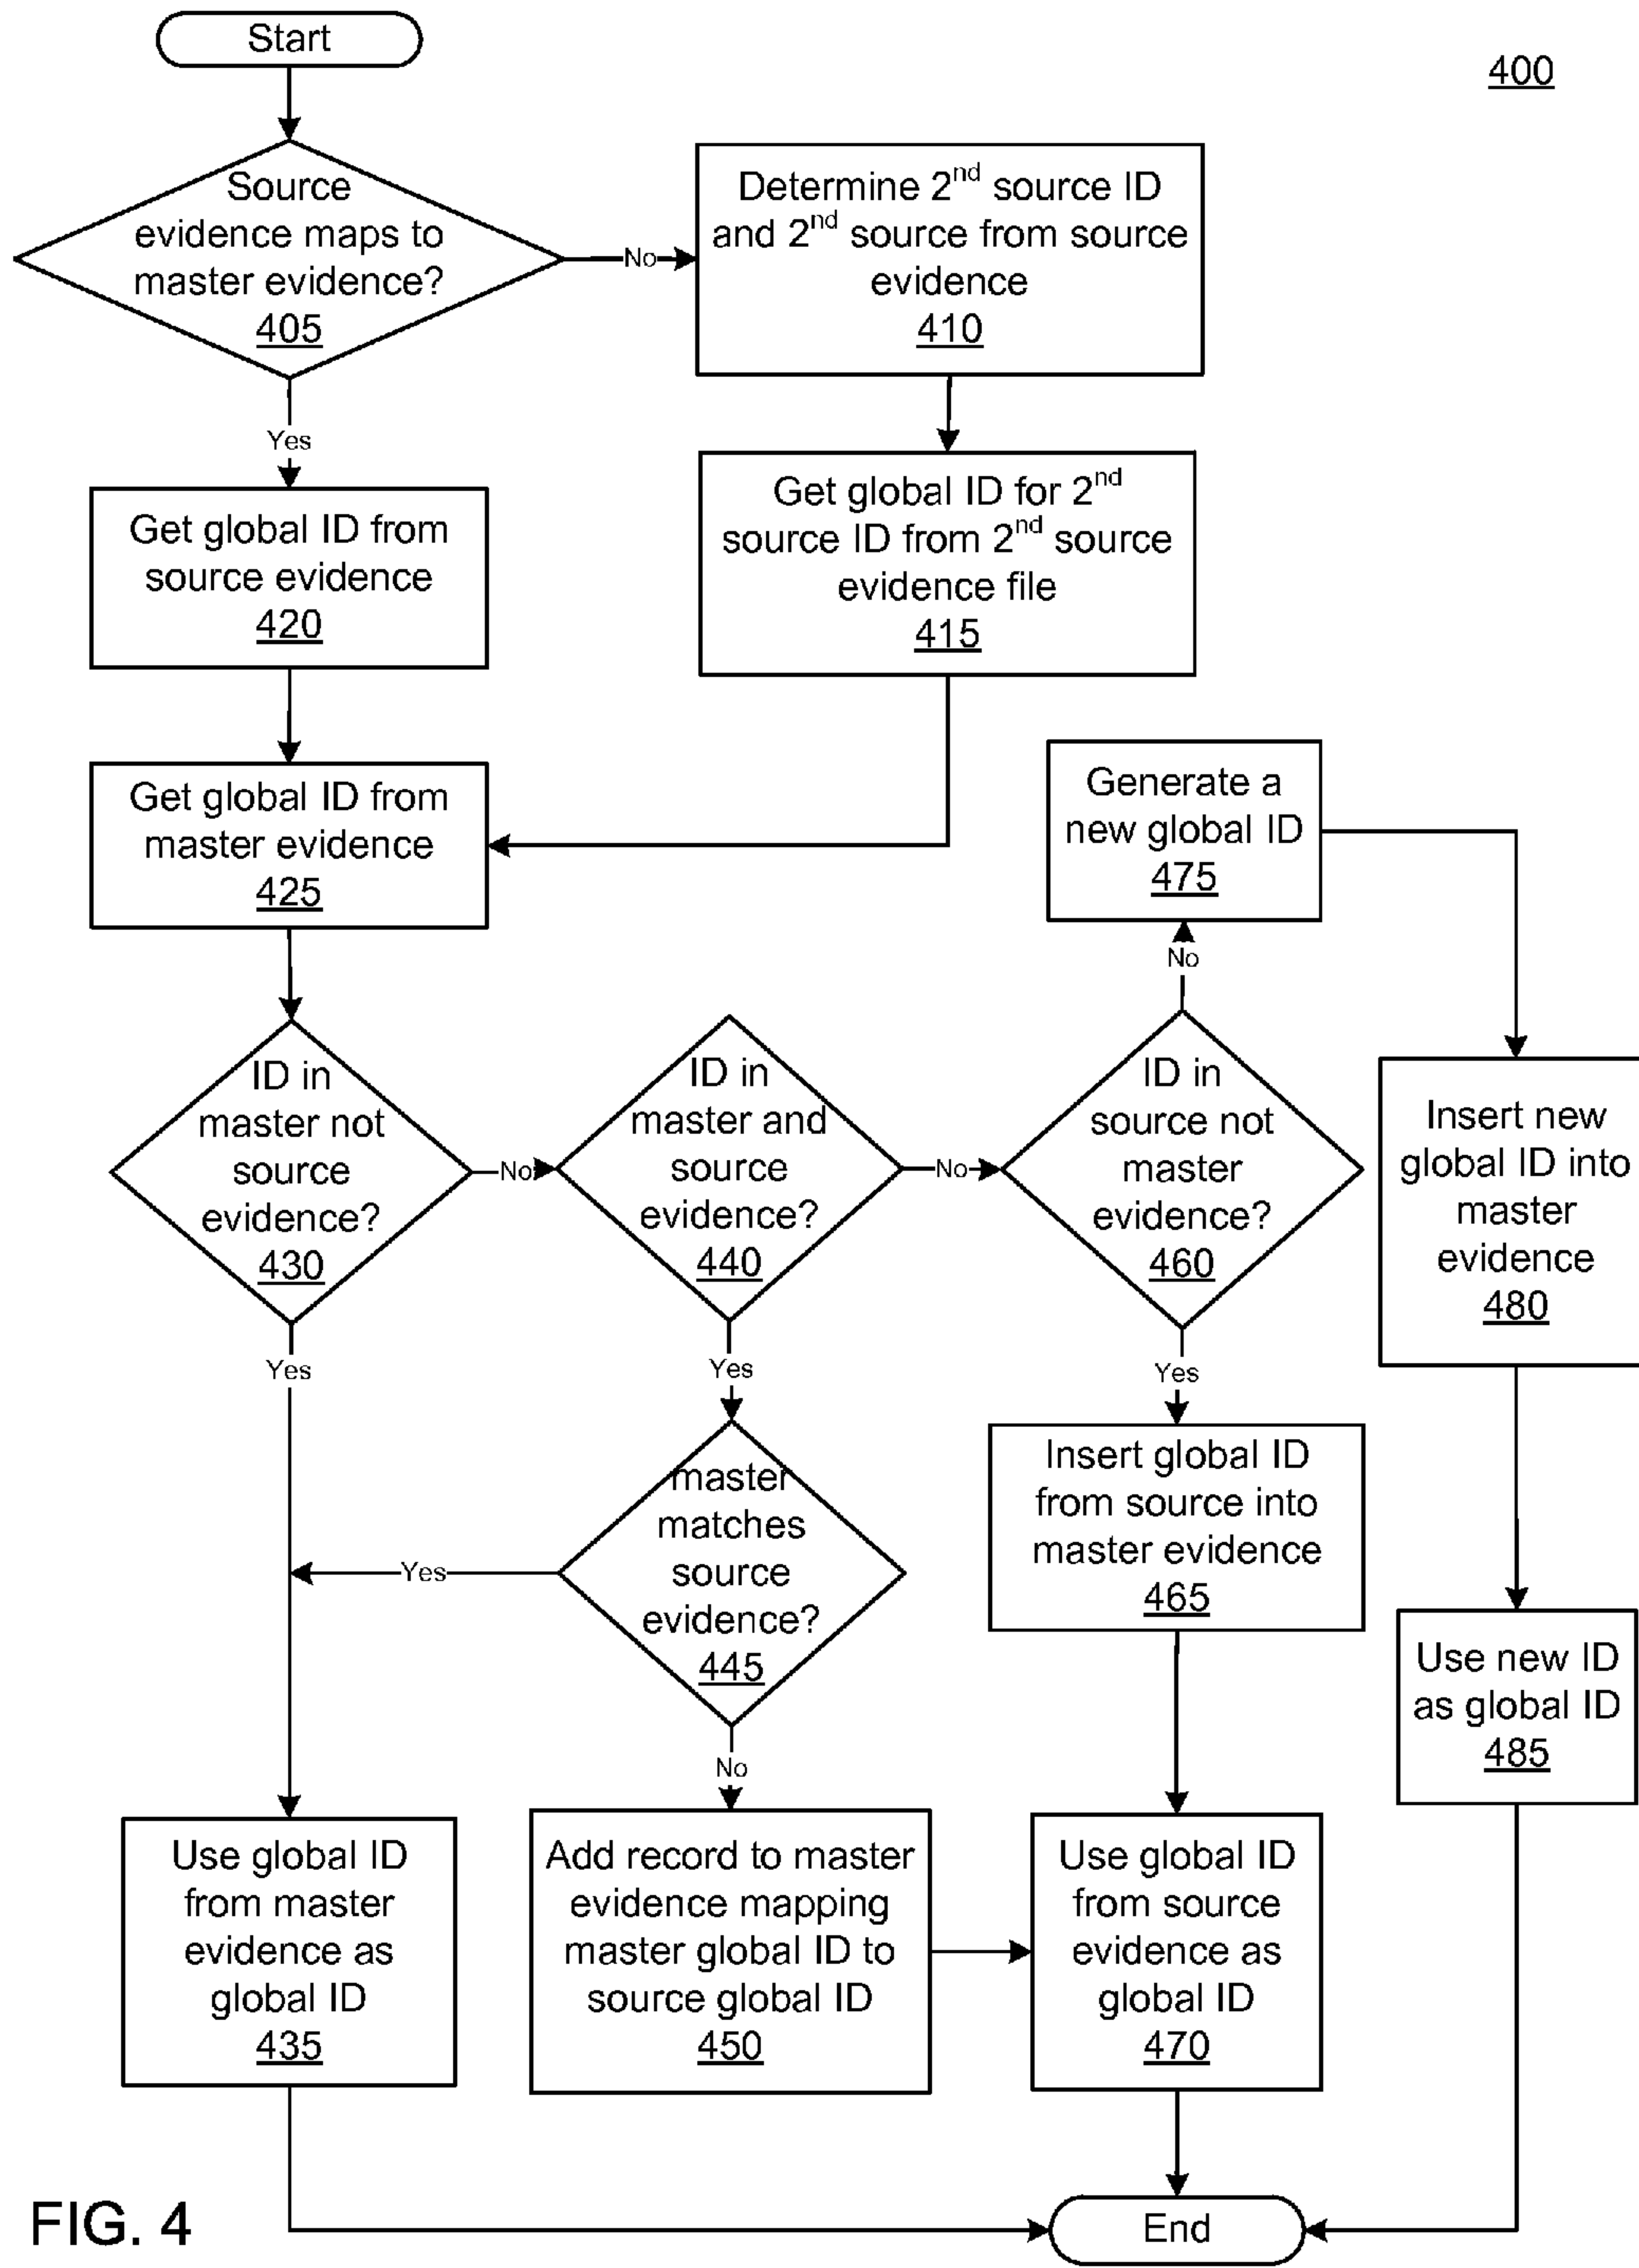 Start
400
Source
evidence maps to
master evidence?
405
No
Determine 2nd source ID
and 2nd source from source
evidence
410
Yes
Get global ID for 2nd
source ID from 2nd source
evidence file
415
Get global ID from
source evidence
420
Get global ID from
master evidence
425
Generate a
new global ID
475
No
ID in
master not
source
evidence?
430
No
ID in
master and
source
evidence?
440
No
ID in
source not
master
evidence?
460
Insert new
global ID into
master
evidence
480
Yes
Yes
Yes
master
matches
source
evidence?
445
Yes
Insert global ID
from source into
master evidence
465
Use new ID
as global ID
485
No
Use global ID
from master
evidence as
global ID
435
Add record to master
evidence mapping
master global ID to
source global ID
450
Use global ID
from source
evidence as
global ID
470
End
FIG. 4